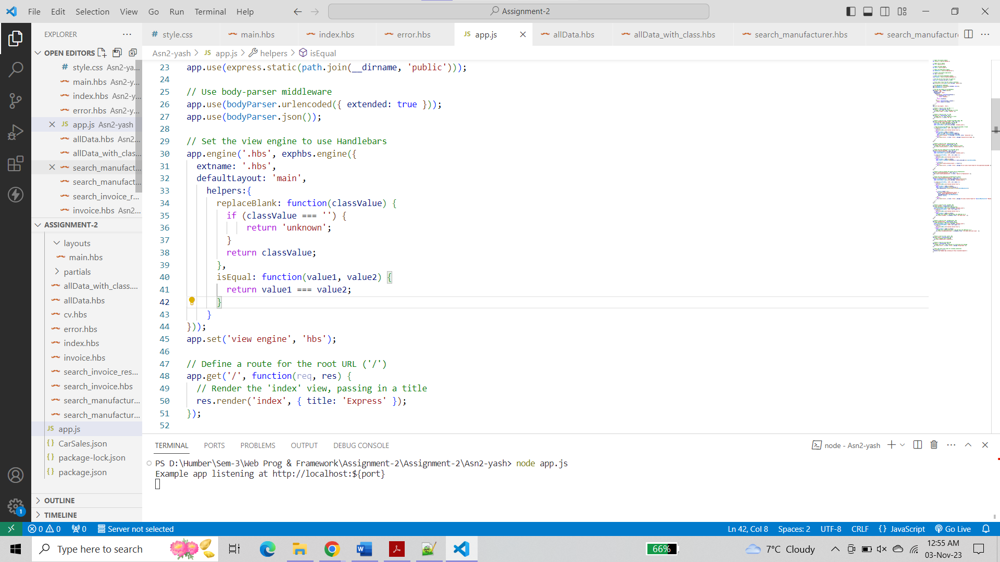 File Edit Selection View Go Run Terminal Help
Assignment-2
EXPLORER
style.css
main.hbs
index.hbs
error.hbs
JS app.js
allData.hbs
allData_with_class.hbs
search_manufacturer.hbs
search_manufacture
OPEN EDITORS
style.css Asn2-ya...
main.hbs Asn2-y...
index.hbs Asn2-y...
error.hbs Asn2-y...
JS app.js Asn2-yash
allData.hbs Asn2...
allData_with_clas...
search_manufact...
search_manufact...
search_invoice_r...
invoice.hbs Asn2...
ASSIGNMENT-2
layouts
main.hbs
partials
allData_with_class....
allData.hbs
cv.hbs
error.hbs
index.hbs
invoice.hbs
search_invoice_res...
search_invoice.hbs
search_manufactur...
search_manufactur...
JS app.js
{} CarSales.json
{} package-lock.json
{} package.json
OUTLINE
TIMELINE
Asn2-yash > JS app.js > helpers > isEqual
23 app.use(express.static(path.join(__dirname, 'public')));
24
25 // Use body-parser middleware
26 app.use(bodyParser.urlencoded({ extended: true }));
27 app.use(bodyParser.json());
28
29 // Set the view engine to use Handlebars
30 app.engine('.hbs', exphbs.engine({
31 extname: '.hbs',
32 defaultLayout: 'main',
33 helpers:{
34 replaceBlank: function(classValue) {
35 if (classValue === '') {
36 return 'unknown';
37 }
38 return classValue;
39 },
40 isEqual: function(value1, value2) {
41 return value1 === value2;
42 }
43 }
44 }));
45 app.set('view engine', 'hbs');
46
47 // Define a route for the root URL ('/')
48 app.get('/', function(req, res) {
49 // Render the 'index' view, passing in a title
50 res.render('index', { title: 'Express' });
51 });
52
TERMINAL PORTS PROBLEMS OUTPUT DEBUG CONSOLE
node - Asn2-yash
PS D:\Humber\Sem-3\Web Prog & Framework\Assignment-2\Assignment-2\Asn2-yash> node app.js
Example app listening at http://localhost:${port}
1
0 0 0 Server not selected
Ln 42, Col 8 Spaces: 2 UTF-8 CRLF {} JavaScript Go Live
Type here to search
66%
7°C Cloudy
12:55 AM
03-Nov-23